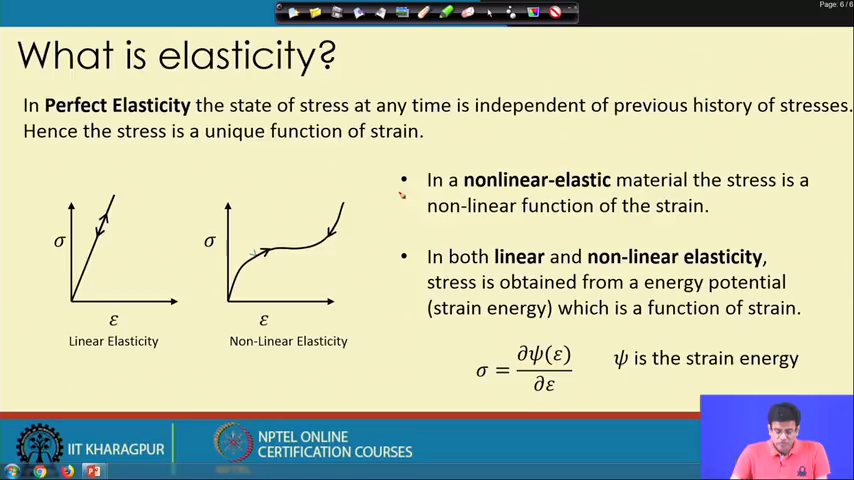 Page: 6 / 6
What is elasticity?
In Perfect Elasticity the state of stress at any time is independent of previous history of stresses.
Hence the stress is a unique function of strain.
σ
ε
Linear Elasticity
σ
ε
Non-Linear Elasticity
• In a nonlinear-elastic material the stress is a
non-linear function of the strain.
• In both linear and non-linear elasticity,
stress is obtained from a energy potential
(strain energy) which is a function of strain.
σ = ∂ψ(ε) / ∂ε
ψ is the strain energy
IIT KHARAGPUR
NPTEL ONLINE
CERTIFICATION COURSES